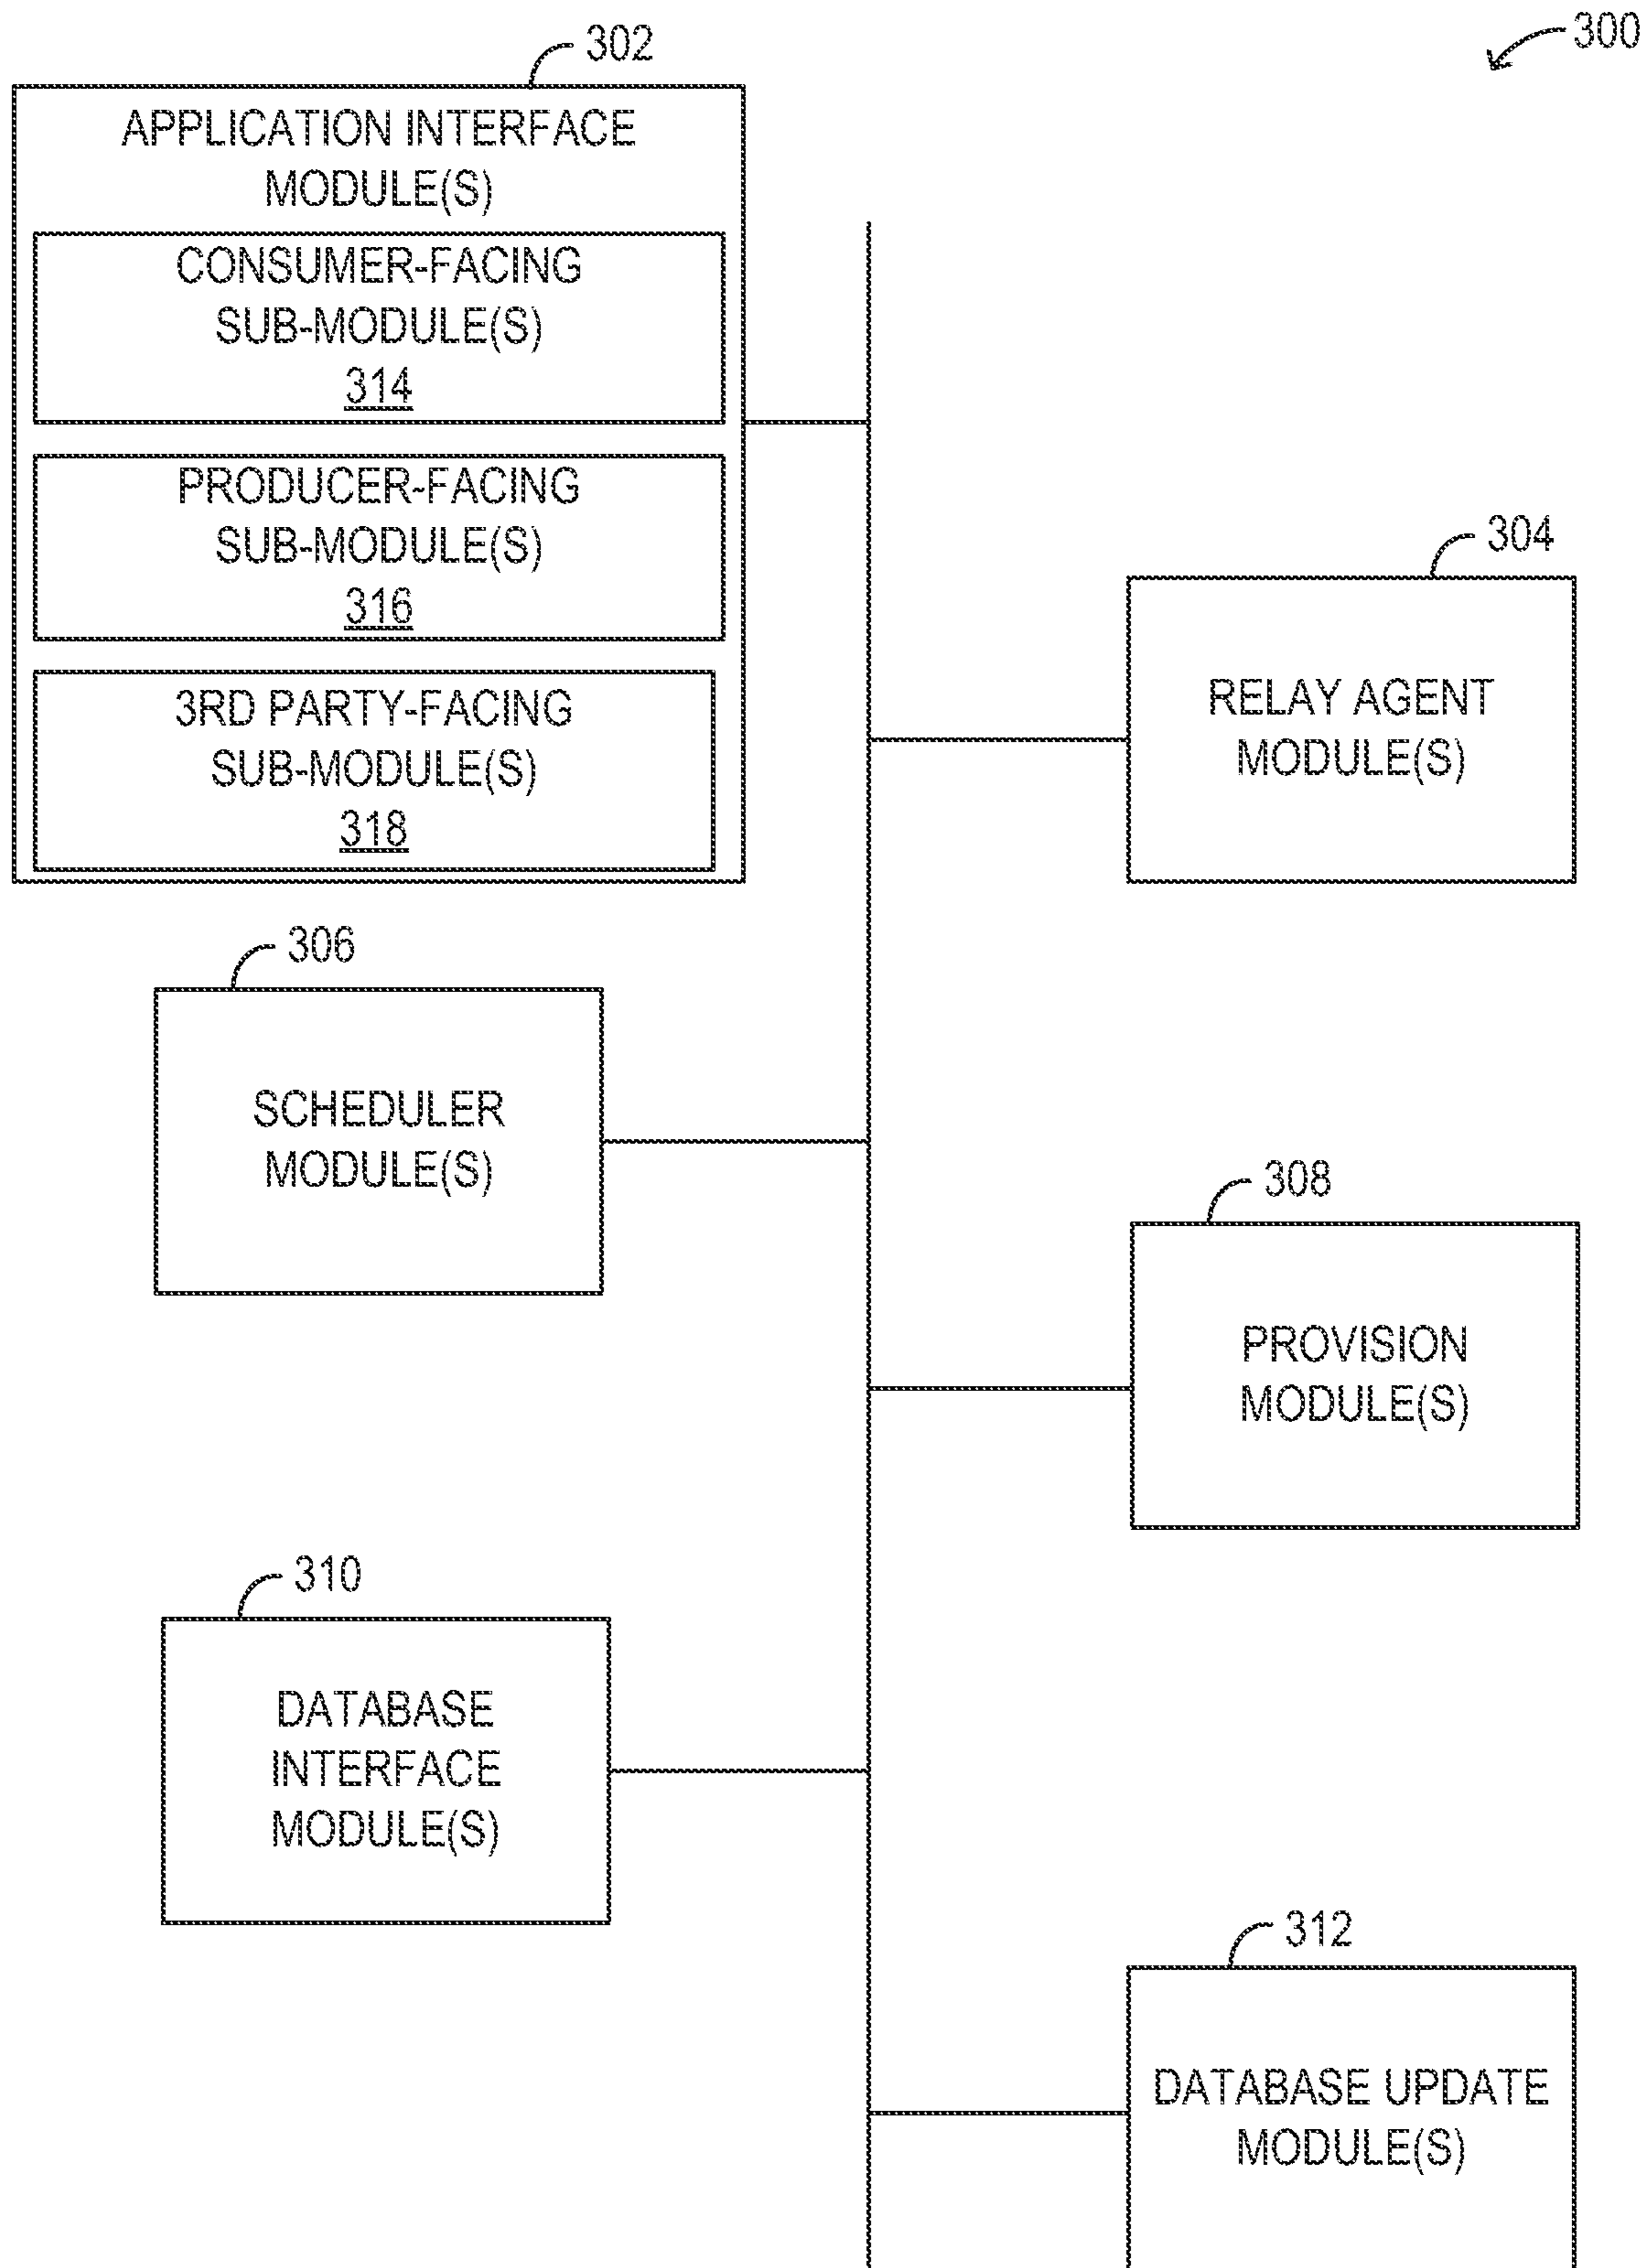 300
302
APPLICATION INTERFACE
MODULE(S)
CONSUMER-FACING
SUB-MODULE(S)
314
PRODUCER-FACING
SUB-MODULE(S)
316
3RD PARTY-FACING
SUB-MODULE(S)
318
304
RELAY AGENT
MODULE(S)
306
SCHEDULER
MODULE(S)
308
PROVISION
MODULE(S)
310
DATABASE
INTERFACE
MODULE(S)
312
DATABASE UPDATE
MODULE(S)